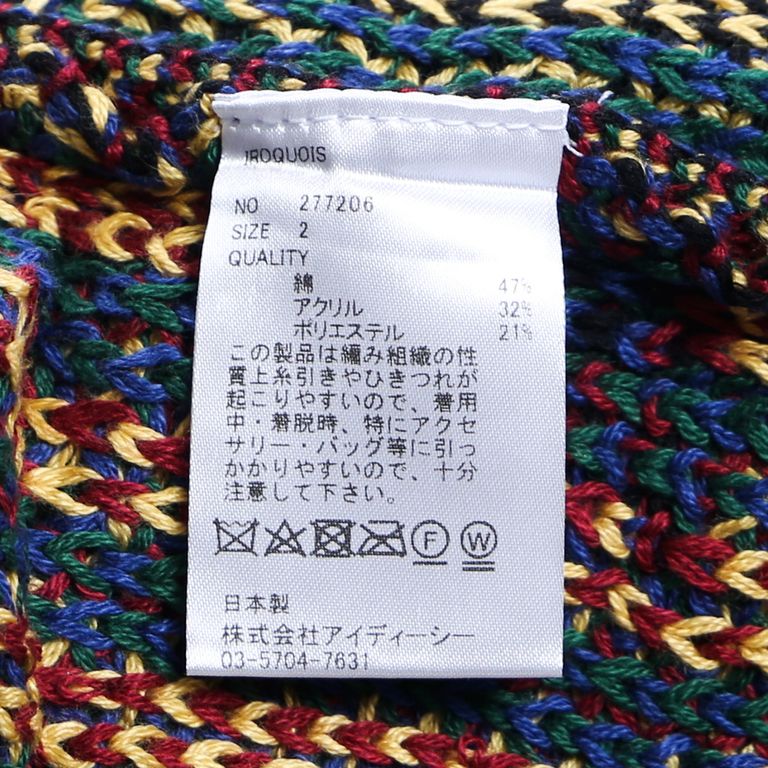 IROQUOIS
NO 277206
SIZE 2
QUALITY
綿 47%
アクリル 32%
ポリエステル 21%
この製品は編み組織の性
質上糸引きやひきつれが
起こりやすいので、着用
中・着脱時、特にアクセ
サリー・バッグ等に引っ
かかりやすいので、十分
注意して下さい。
F W
日本製
株式会社アイディーシー
03-5704-7631